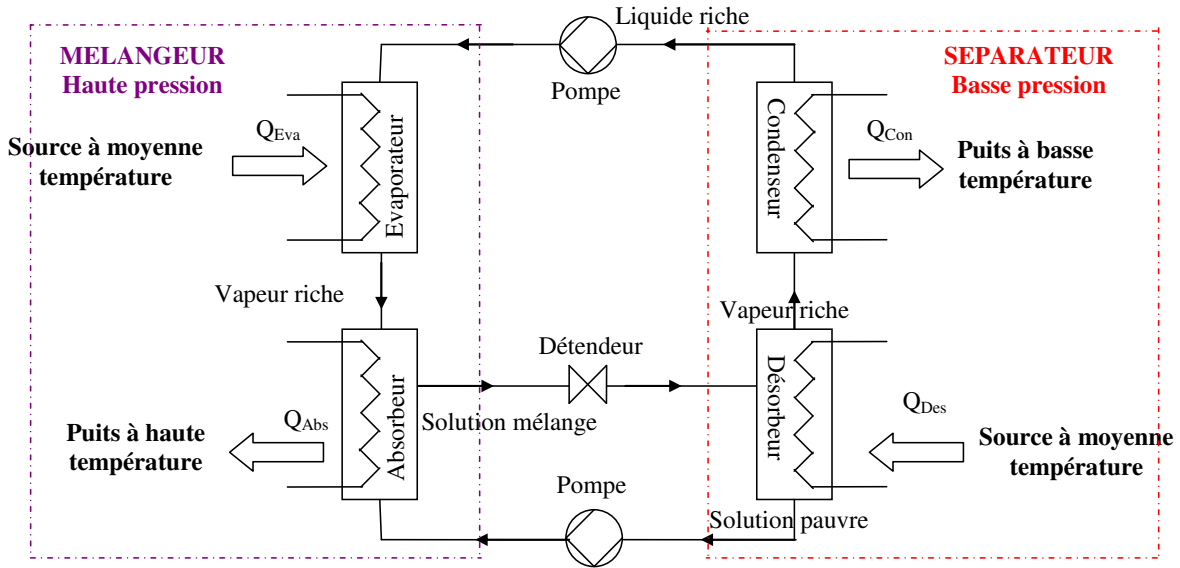 Liquide riche
MELANGEUR
Haute pression
SEPARATEUR
Basse pression
Pompe
Q_Eva
Source à moyenne
température
Evaporateur
Condenseur
Q_Con
Puits à basse
température
Vapeur riche
Vapeur riche
Détendeur
Absorbeur
Désorbeur
Q_Abs
Solution mélange
Q_Des
Puits à haute
température
Source à moyenne
température
Pompe
Solution pauvre